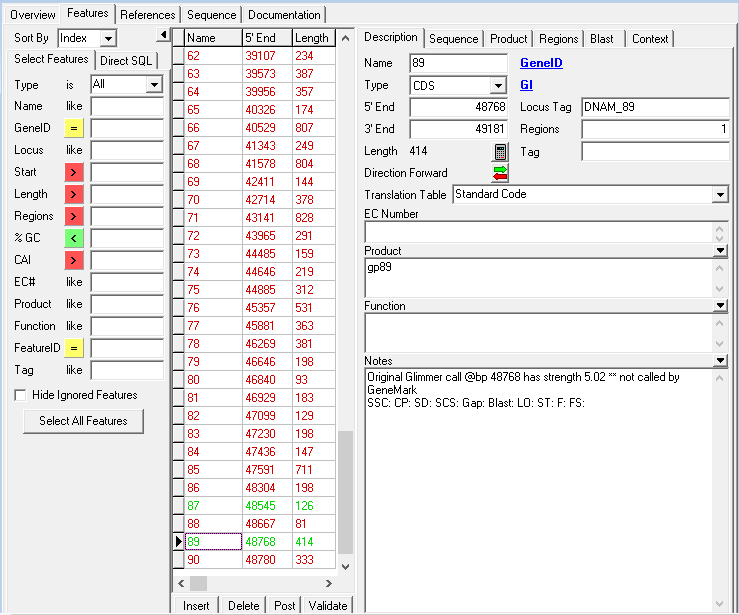 Overview Features References Sequence Documentation
Sort By Index
Select Features Direct SQL
Type is All
Name like
GeneID =
Locus like
Start >
Length >
Regions >
% GC <
CAI >
EC# like
Product like
Function like
FeatureID =
Tag like
Hide Ignored Features
Select All Features
Name 5' End Length
62 39107 234
63 39573 387
64 39956 357
65 40326 174
66 40529 807
67 41343 249
68 41578 804
69 42411 144
70 42714 378
71 43141 828
72 43965 291
73 44485 159
74 44646 219
75 44885 312
76 45357 531
77 45881 363
78 46269 381
79 46646 198
80 46840 93
81 46929 183
82 47099 129
83 47230 198
84 47436 147
85 47591 711
86 48304 198
87 48545 126
88 48667 81
89 48768 414
90 48780 333
Insert Delete Post Validate
Description Sequence Product Regions Blast Context
Name 89 GeneID
Type CDS GI
5' End 48768 Locus Tag DNAM_89
3' End 49181 Regions 1
Length 414 Tag
Direction Forward
Translation Table Standard Code
EC Number
Product
gp89
Function
Notes
Original Glimmer call @bp 48768 has strength 5.02 ** not called by
GeneMark
SSC: CP: SD: SCS: Gap: Blast: LO: ST: F: FS: